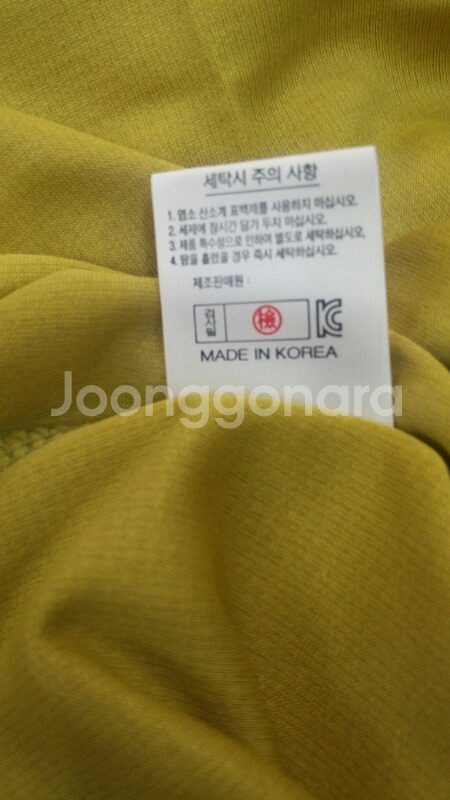 세탁시 주의 사항
1. 염소 산소계 표백제를 사용하지 마십시오.
2. 세제에 장시간 담가 두지 마십시오.
3. 제품 특수성으로 인하여 별도로 세탁하십시오.
4. 땀을 흘렸을 경우 즉시 세탁하십시오.
제조판매원 :
검사필 檢 KC
MADE IN KOREA
Joonggonara